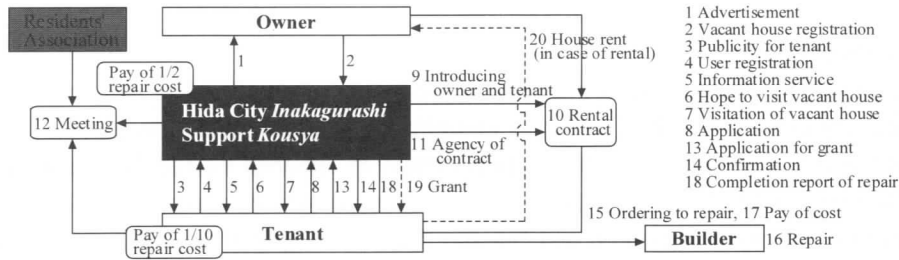 Residents'
Association
Owner
20 House rent
(in case of rental)
1 Advertisement
2 Vacant house registration
3 Publicity for tenant
4 User registration
5 Information service
6 Hope to visit vacant house
7 Visitation of vacant house
8 Application
13 Application for grant
14 Confirmation
18 Completion report of repair
Pay of 1/2
repair cost
1
2
9 Introducing
owner and tenant
12 Meeting
Hida City Inakagurashi
Support Kousya
10 Rental
contract
11 Agency of
contract
3
4
5
6
7
8
13
14
18
19 Grant
15 Ordering to repair, 17 Pay of cost
Pay of 1/10
repair cost
Tenant
Builder
16 Repair